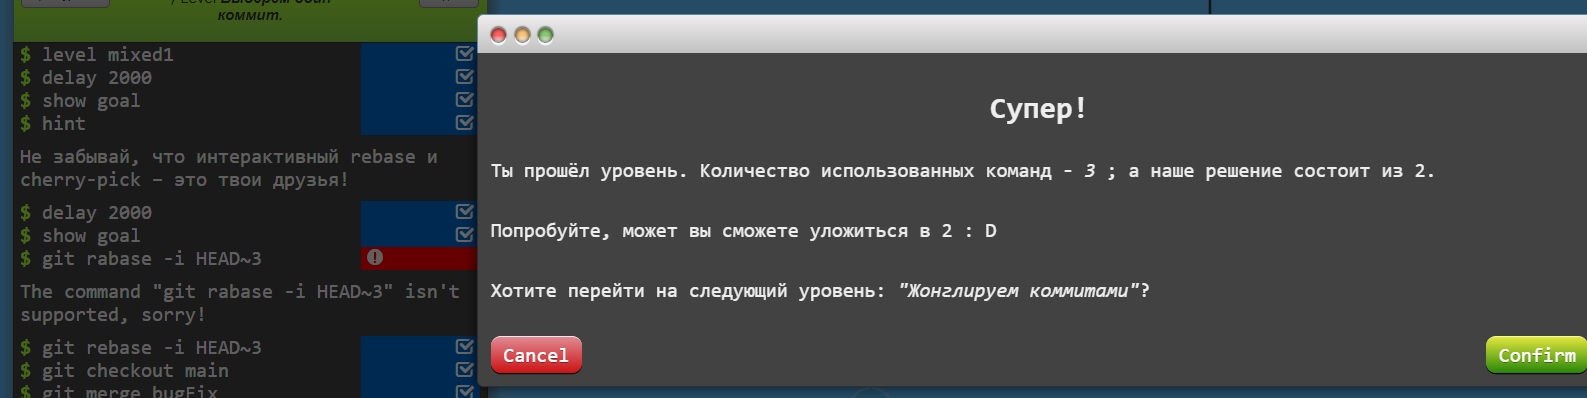 коммит.
$ level mixed1
$ delay 2000
$ show goal
$ hint
Не забывай, что интерактивный rebase и
cherry-pick – это твои друзья!
$ delay 2000
$ show goal
$ git rabase -i HEAD~3
The command "git rabase -i HEAD~3" isn't
supported, sorry!
$ git rebase -i HEAD~3
$ git checkout main
$ git merge bugFix
Супер!
Ты прошёл уровень. Количество использованных команд - 3 ; а наше решение состоит из 2.
Попробуйте, может вы сможете уложиться в 2 : D
Хотите перейти на следующий уровень: "Жонглируем коммитами"?
Cancel
Confirm